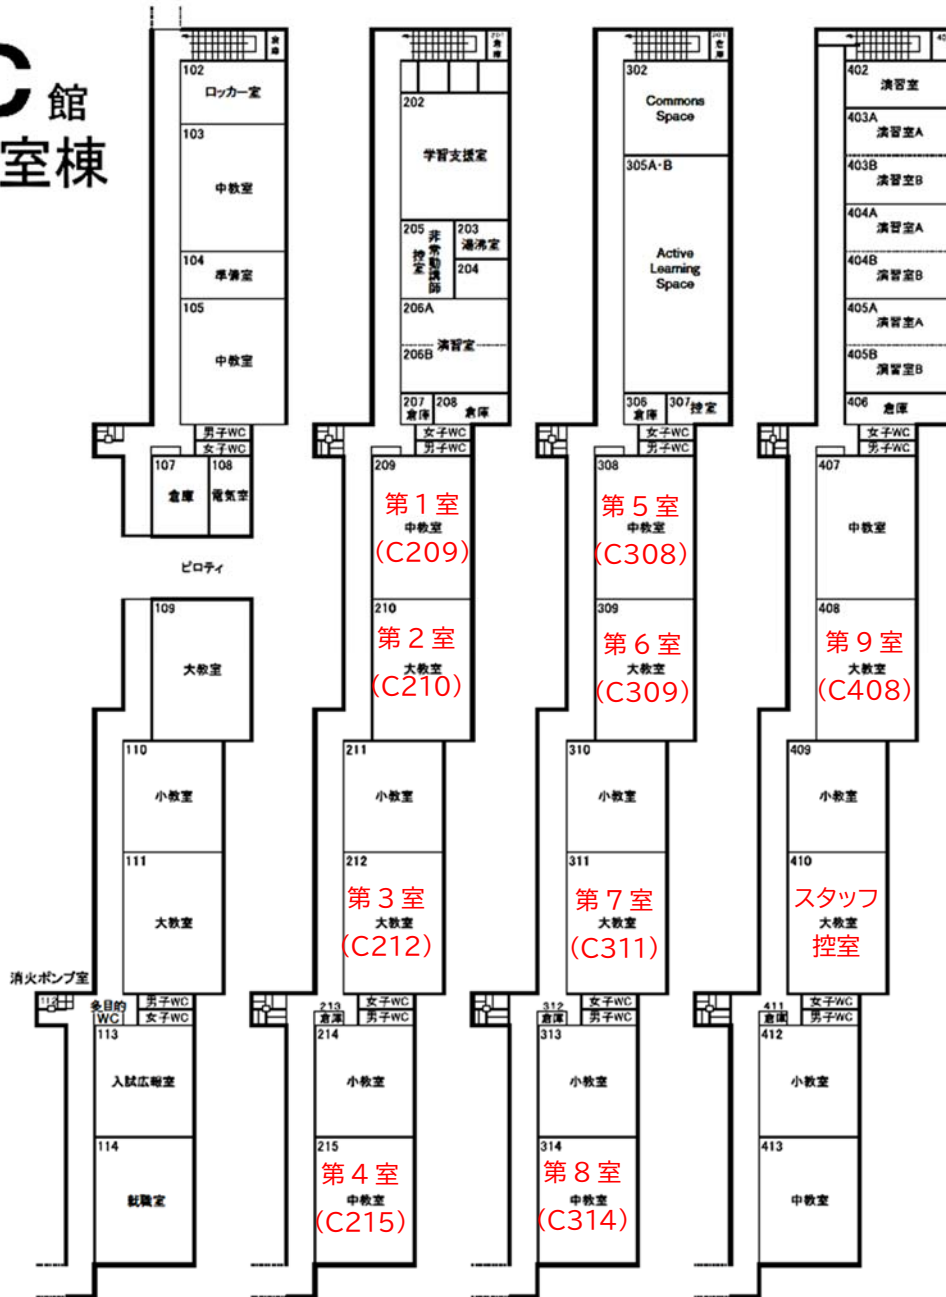 C 館
室棟
倉庫
102
ロッカー室
103
中教室
104
準備室
105
中教室
男子WC
女子WC
107
倉庫
108
電気室
ピロティ
109
大教室
110
小教室
111
大教室
消火ポンプ室
112
多目的
WC
男子WC
女子WC
113
入試広報室
114
就職室
201
倉庫
202
学習支援室
205
非常勤講師
控室
203
湯沸室
204
206A
演習室
206B
207
倉庫
208
倉庫
女子WC
男子WC
209
第1室
中教室
(C209)
210
第2室
大教室
(C210)
211
小教室
212
第3室
大教室
(C212)
213
倉庫
女子WC
男子WC
214
小教室
215
第4室
中教室
(C215)
301
倉庫
302
Commons
Space
305A·B
Active
Learning
Space
306
倉庫
307
控室
女子WC
男子WC
308
第5室
中教室
(C308)
309
第6室
大教室
(C309)
310
小教室
311
第7室
大教室
(C311)
312
倉庫
女子WC
男子WC
313
小教室
314
第8室
中教室
(C314)
402
演習室
403A
演習室A
403B
演習室B
404A
演習室A
404B
演習室B
405A
演習室A
405B
演習室B
406
倉庫
女子WC
男子WC
407
中教室
408
第9室
大教室
(C408)
409
小教室
410
スタッフ
大教室
控室
411
倉庫
女子WC
男子WC
412
小教室
413
中教室